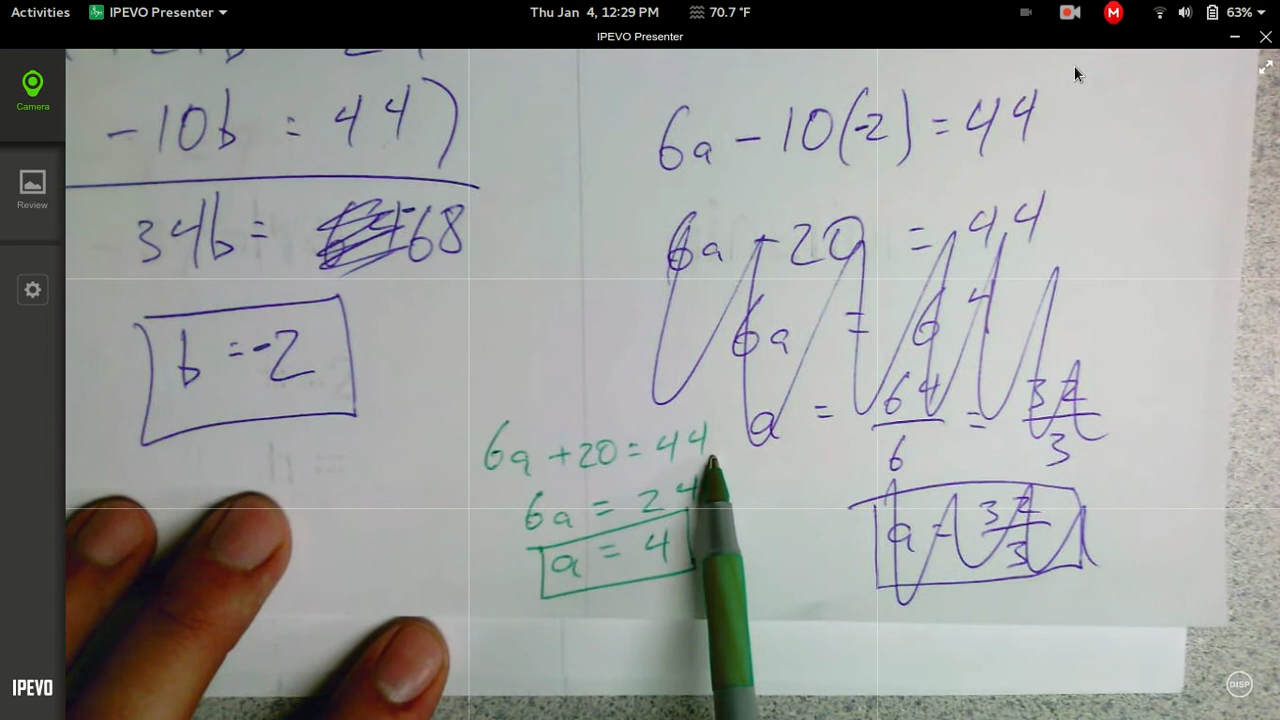 Activities IPEVO Presenter Thu Jan 4, 12:29 PM 70.7 °F M 63%
IPEVO Presenter
Camera
Review
IPEVO
DISP
-10b = 44)
34b = -68
b = -2
6a - 10(-2) = 44
6a + 20 = 44
6a = 64
a = 64/6 = 32/3
a = 32/3
6a + 20 = 44
6a = 24
a = 4